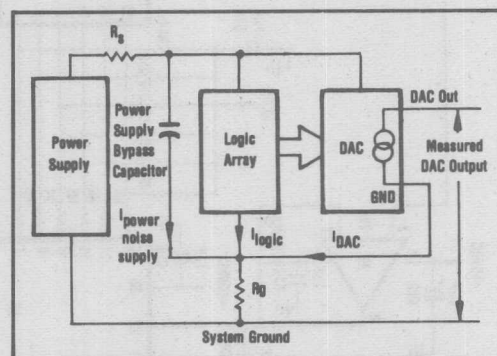 Rs
DAC Out
Power
Supply
Power
Supply
Bypass
Capacitor
Logic
Array
DAC
Measured
DAC Output
GND
Ipower
noise
supply
Ilogic
IDAC
Rg
System Ground